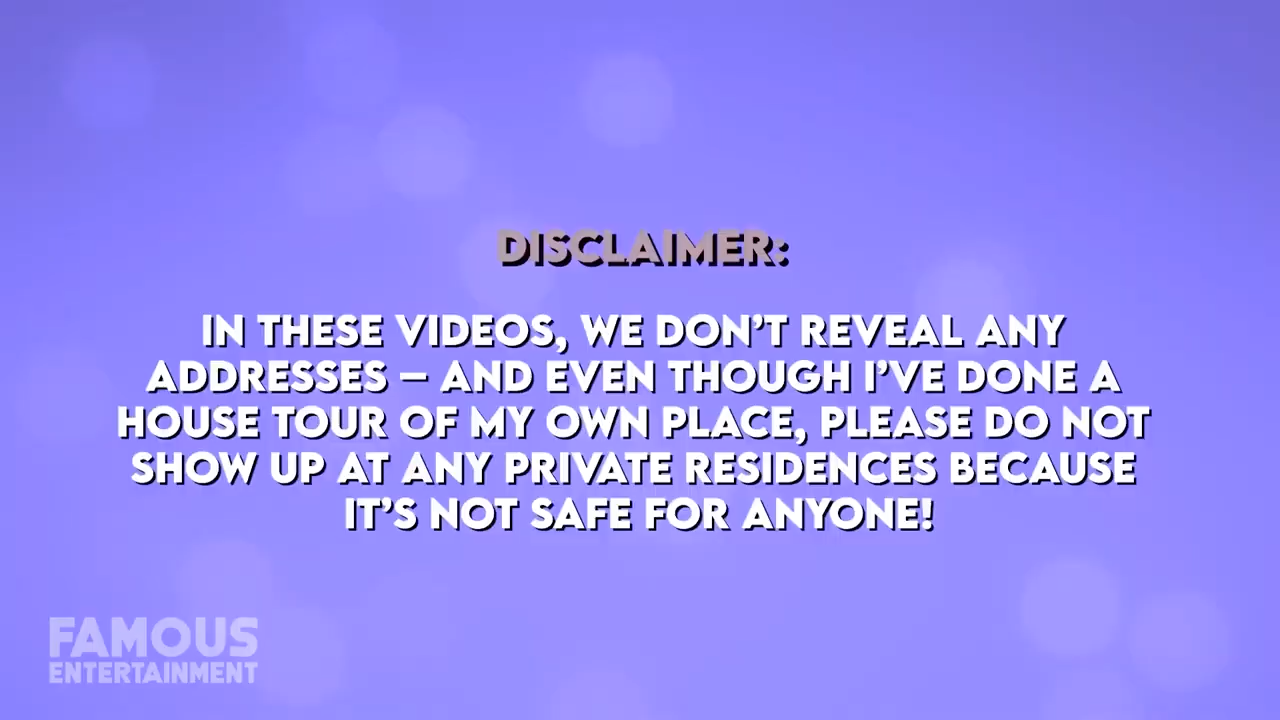 DISCLAIMER:
IN THESE VIDEOS, WE DON'T REVEAL ANY
ADDRESSES – AND EVEN THOUGH I'VE DONE A
HOUSE TOUR OF MY OWN PLACE, PLEASE DO NOT
SHOW UP AT ANY PRIVATE RESIDENCES BECAUSE
IT'S NOT SAFE FOR ANYONE!
FAMOUS
ENTERTAINMENT